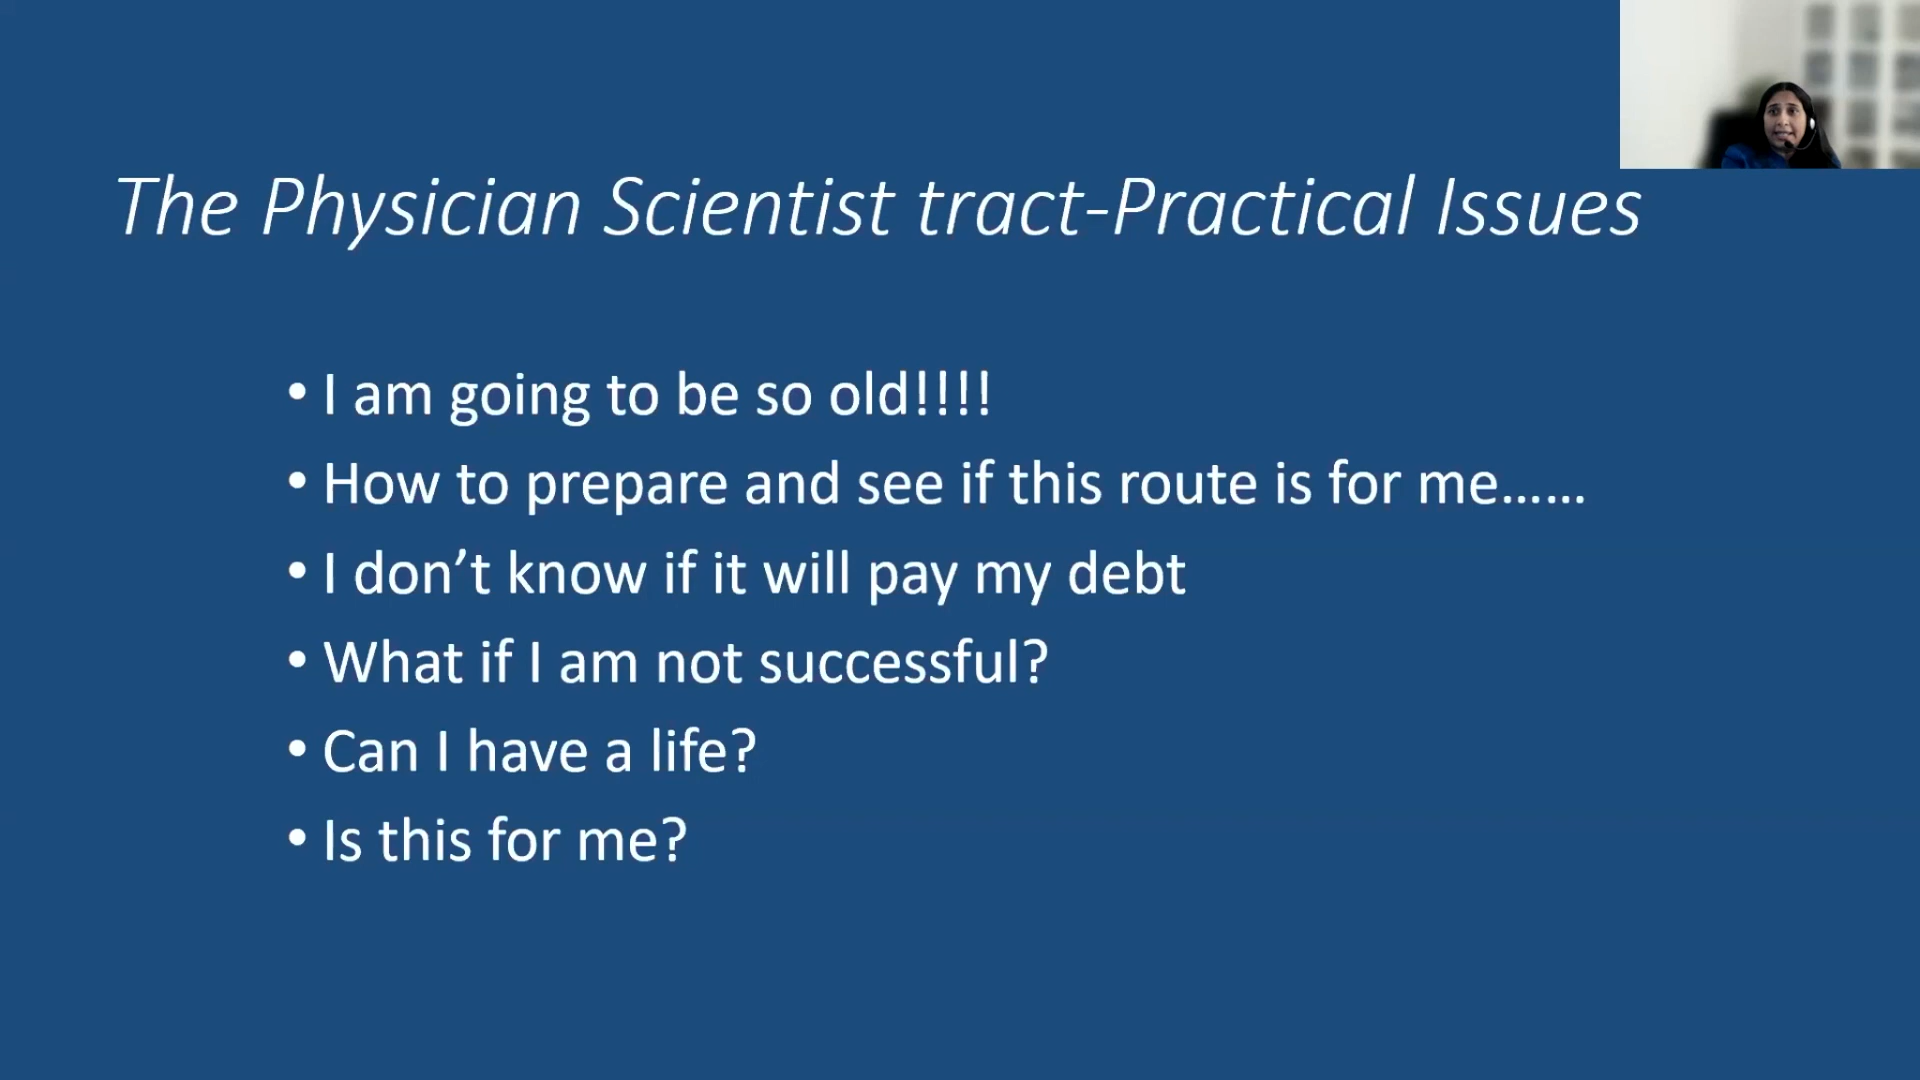 The Physician Scientist tract-Practical Issues
• I am going to be so old!!!!
• How to prepare and see if this route is for me......
• I don’t know if it will pay my debt
• What if I am not successful?
• Can I have a life?
• Is this for me?